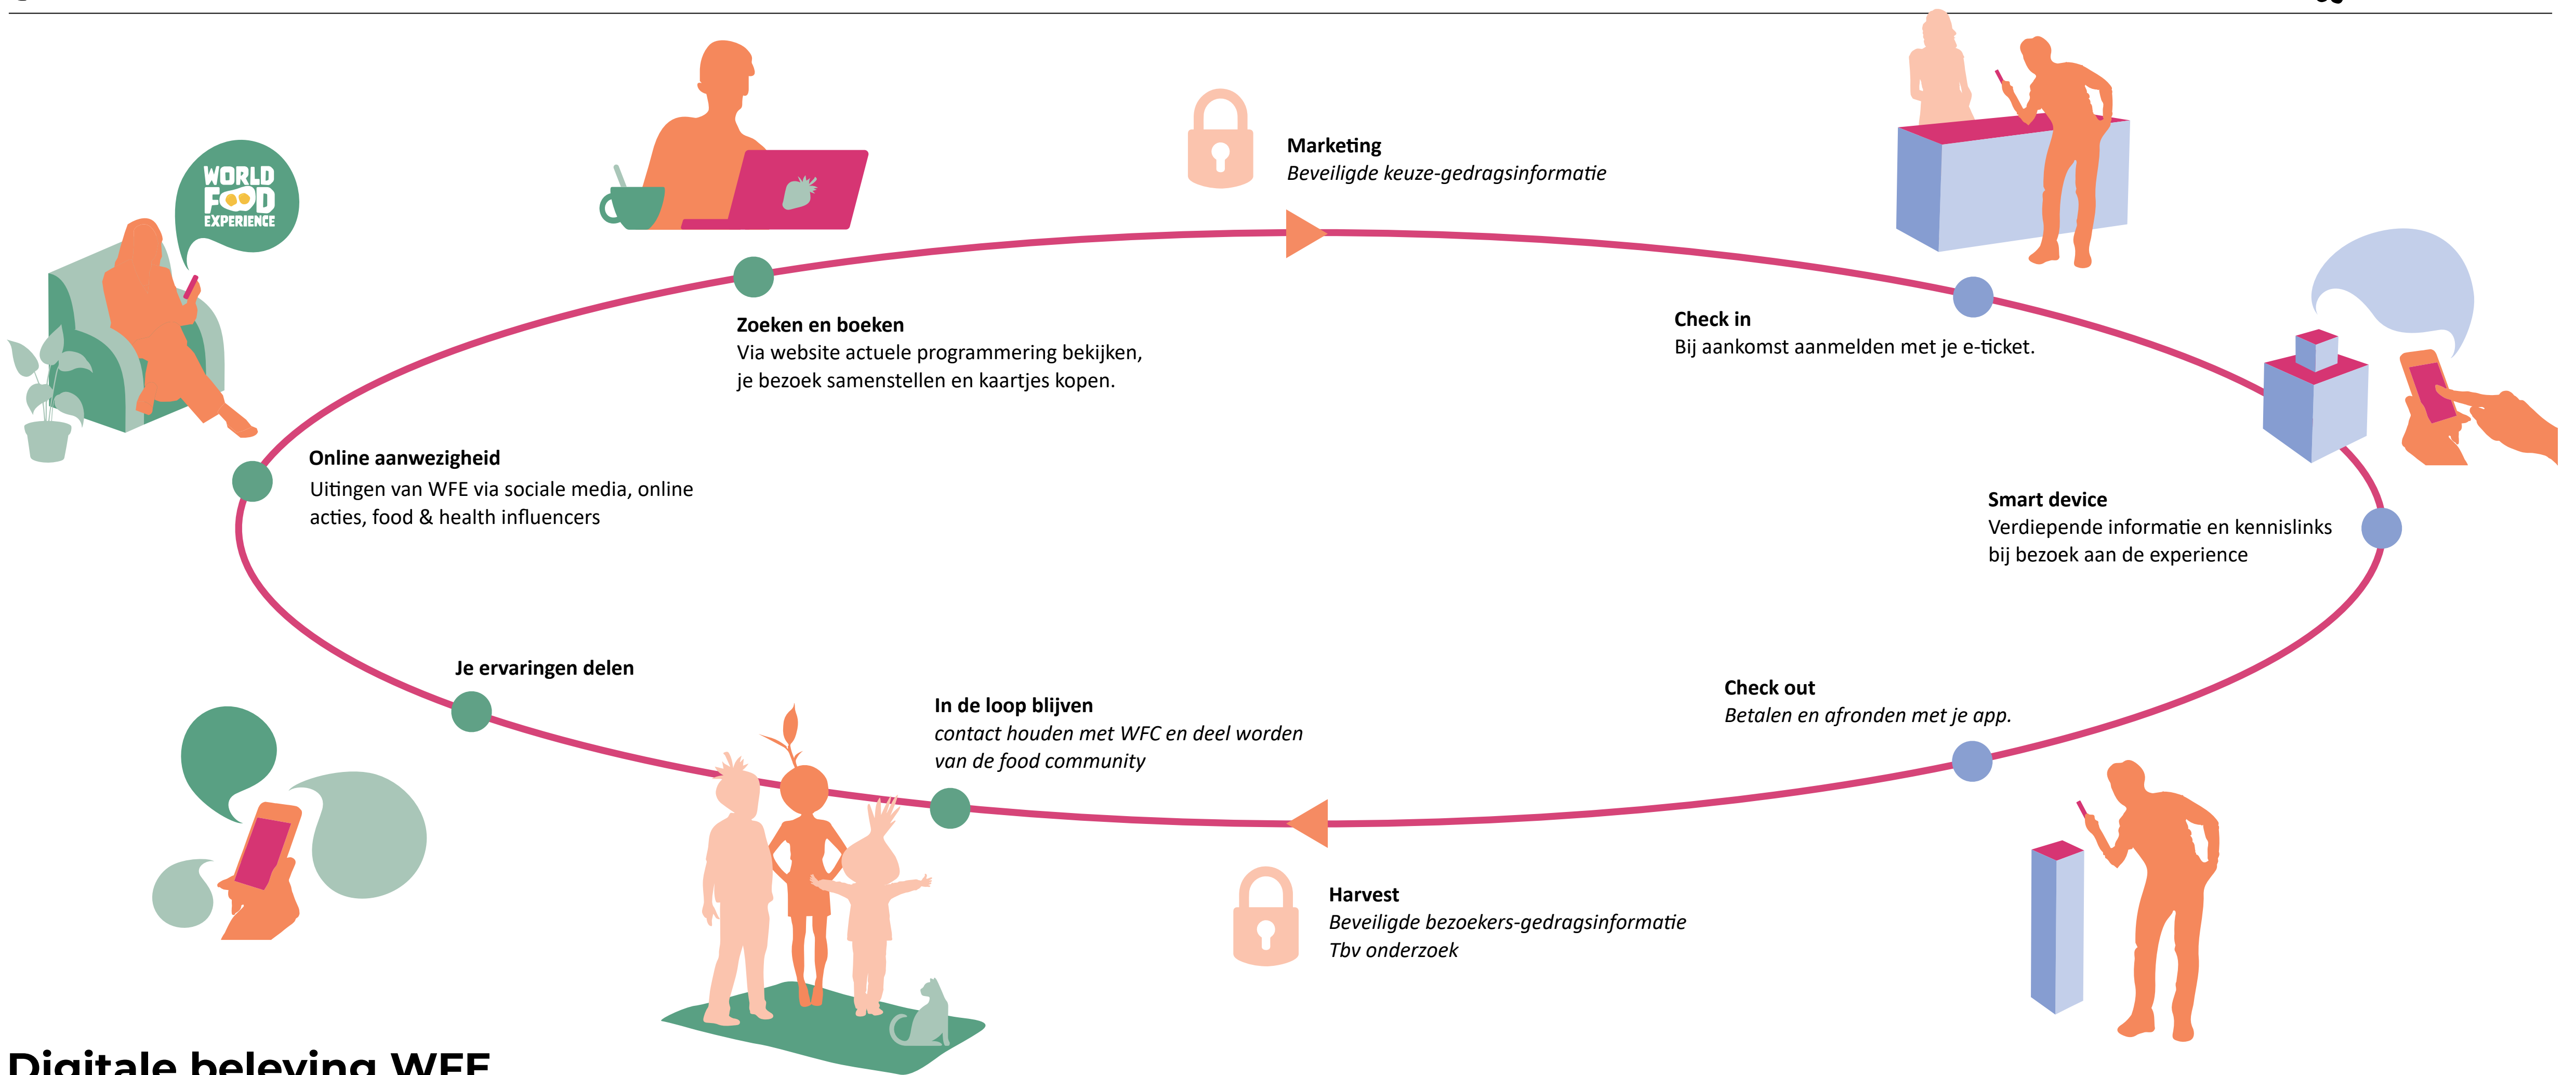 WORLD
FOOD
EXPERIENCE
Marketing
Beveiligde keuze-gedragsinformatie
Zoeken en boeken
Via website actuele programmering bekijken,
je bezoek samenstellen en kaartjes kopen.
Check in
Bij aankomst aanmelden met je e-ticket.
Online aanwezigheid
Uitingen van WFE via sociale media, online
acties, food & health influencers
Smart device
Verdiepende informatie en kennislinks
bij bezoek aan de experience
Je ervaringen delen
In de loop blijven
contact houden met WFC en deel worden
van de food community
Check out
Betalen en afronden met je app.
Harvest
Beveiligde bezoekers-gedragsinformatie
Tbv onderzoek
Digitale beleving WFE